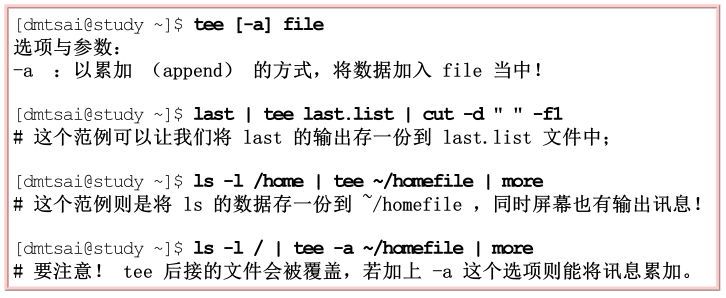 [dmtsai@study ~]$ tee [-a] file
选项与参数：
-a  ：以累加 （append） 的方式，将数据加入 file 当中！
[dmtsai@study ~]$ last | tee last.list | cut -d " " -f1
# 这个范例可以让我们将 last 的输出存一份到 last.list 文件中；
[dmtsai@study ~]$ ls -l /home | tee ~/homefile | more
# 这个范例则是将 ls 的数据存一份到 ~/homefile ，同时屏幕也有输出讯息！
[dmtsai@study ~]$ ls -l / | tee -a ~/homefile | more
# 要注意！ tee 后接的文件会被覆盖，若加上 -a 这个选项则能将讯息累加。